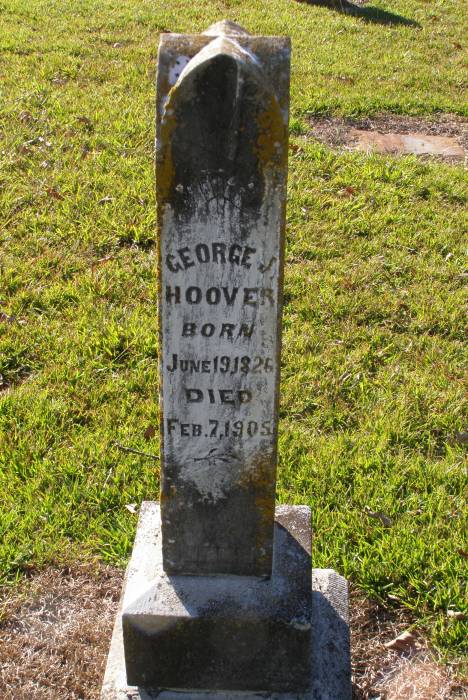 GEORGE J.
HOOVER
BORN
JUNE 19, 1826
DIED
FEB. 7, 1905.